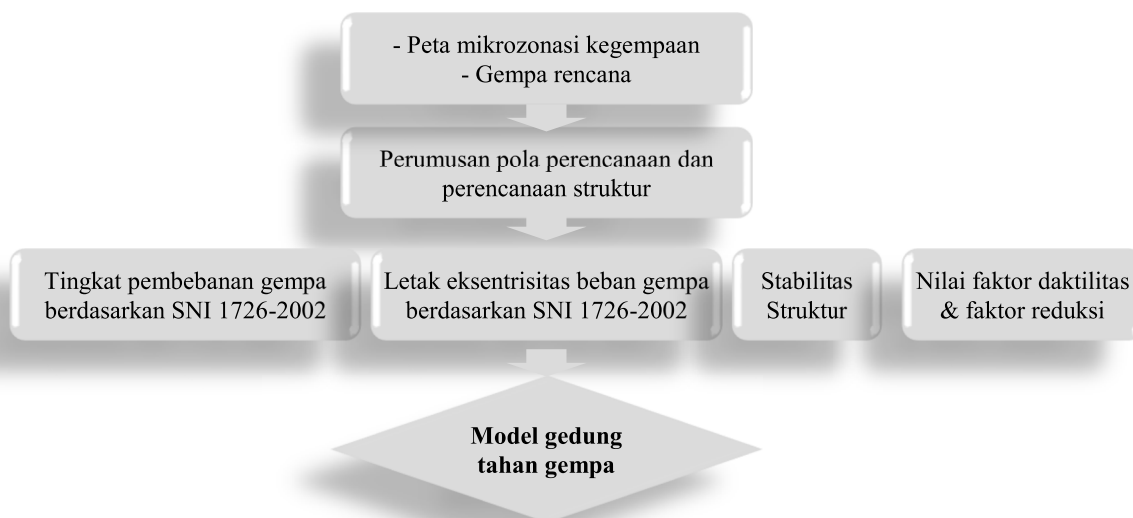 - Peta mikrozonasi kegempaan
- Gempa rencana
Perumusan pola perencanaan dan
perencanaan struktur
Tingkat pembebanan gempa
berdasarkan SNI 1726-2002
Letak eksentrisitas beban gempa
berdasarkan SNI 1726-2002
Stabilitas
Struktur
Nilai faktor daktilitas
& faktor reduksi
Model gedung
tahan gempa